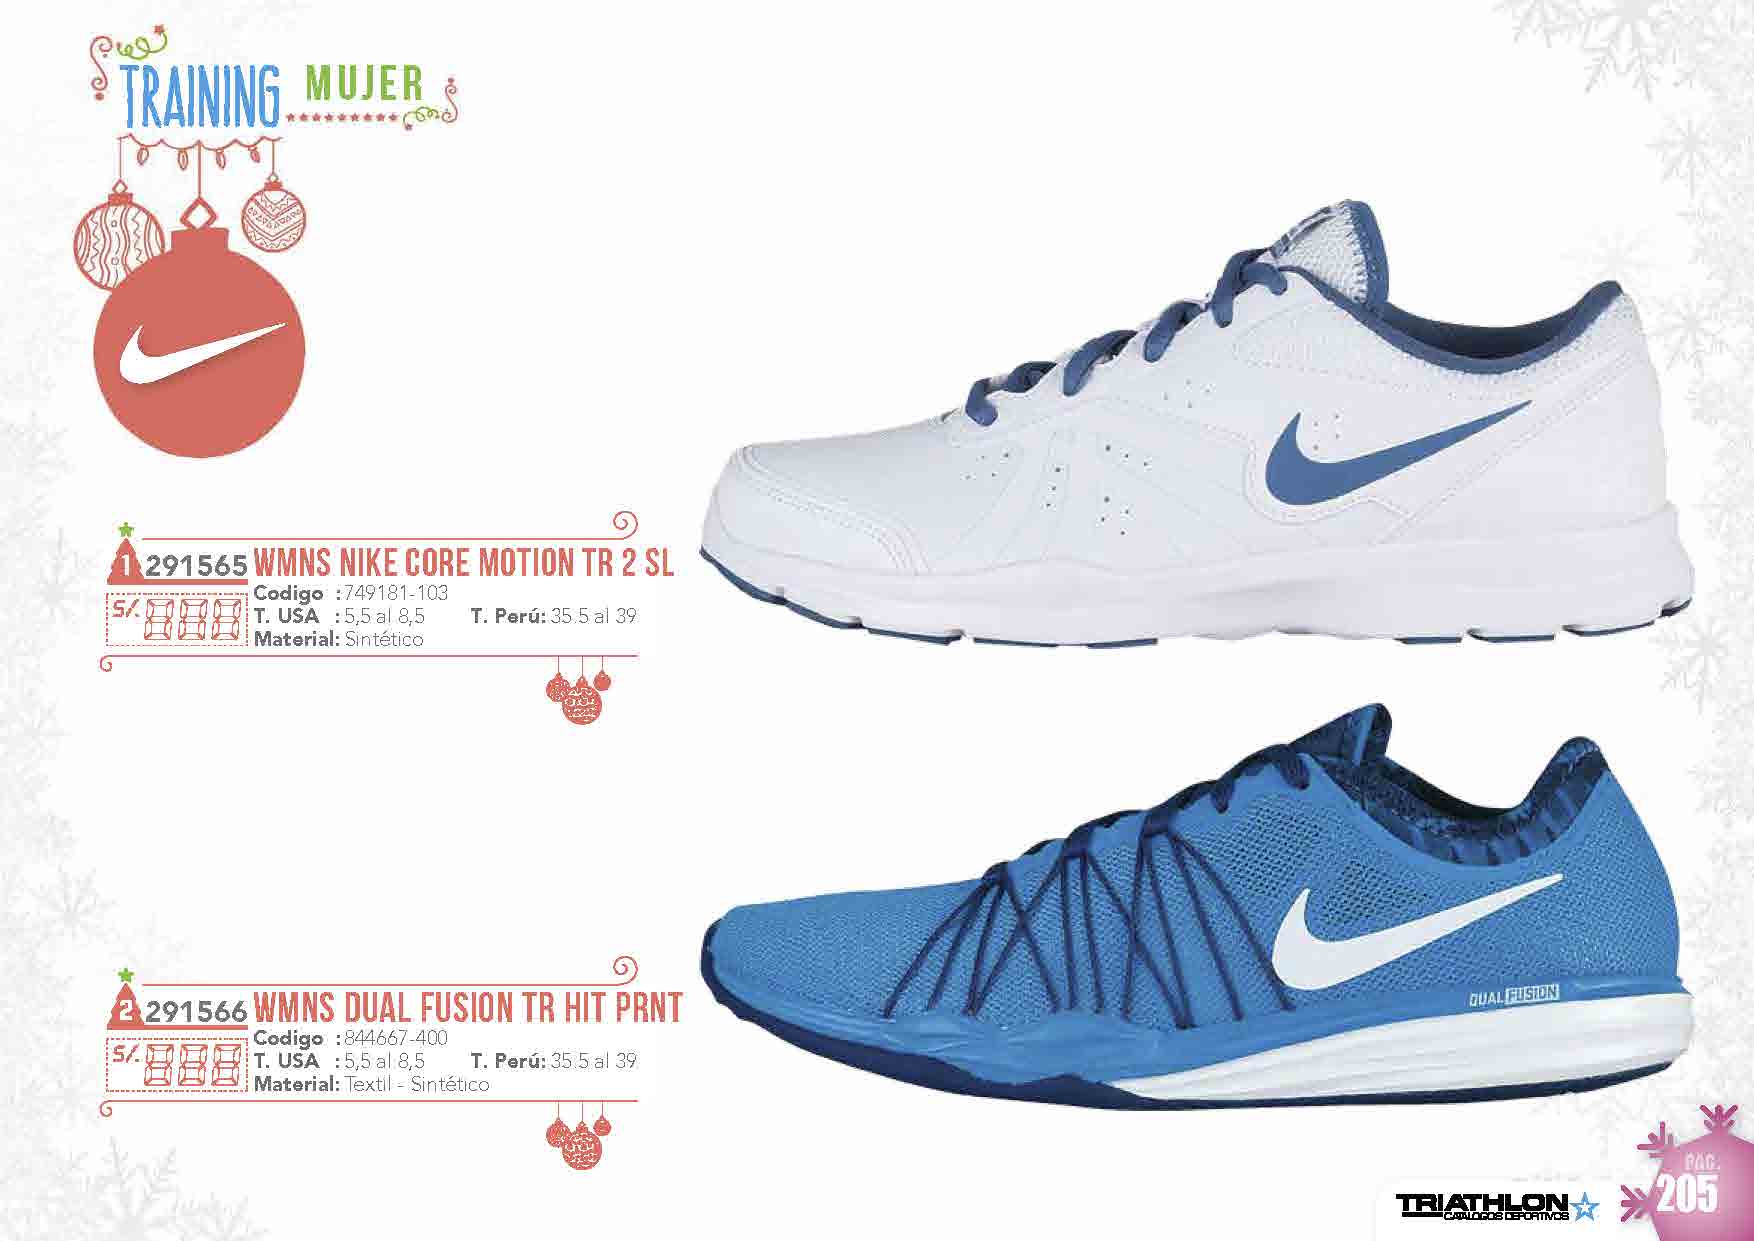 TRAINING MUJER
1 291565 WMNS NIKE CORE MOTION TR 2 SL
Codigo : 749181-103
S/. 888
T. USA : 5,5 al 8,5 T. Perú: 35.5 al 39
Material: Sintético
2 291566 WMNS DUAL FUSION TR HIT PRNT
Codigo : 844667-400
S/. 888
T. USA : 5,5 al 8,5 T. Perú: 35.5 al 39
Material: Textil - Sintético
DUAL FUSION
PAG.
205
TRIATHLON
CATALOGOS DEPORTIVOS